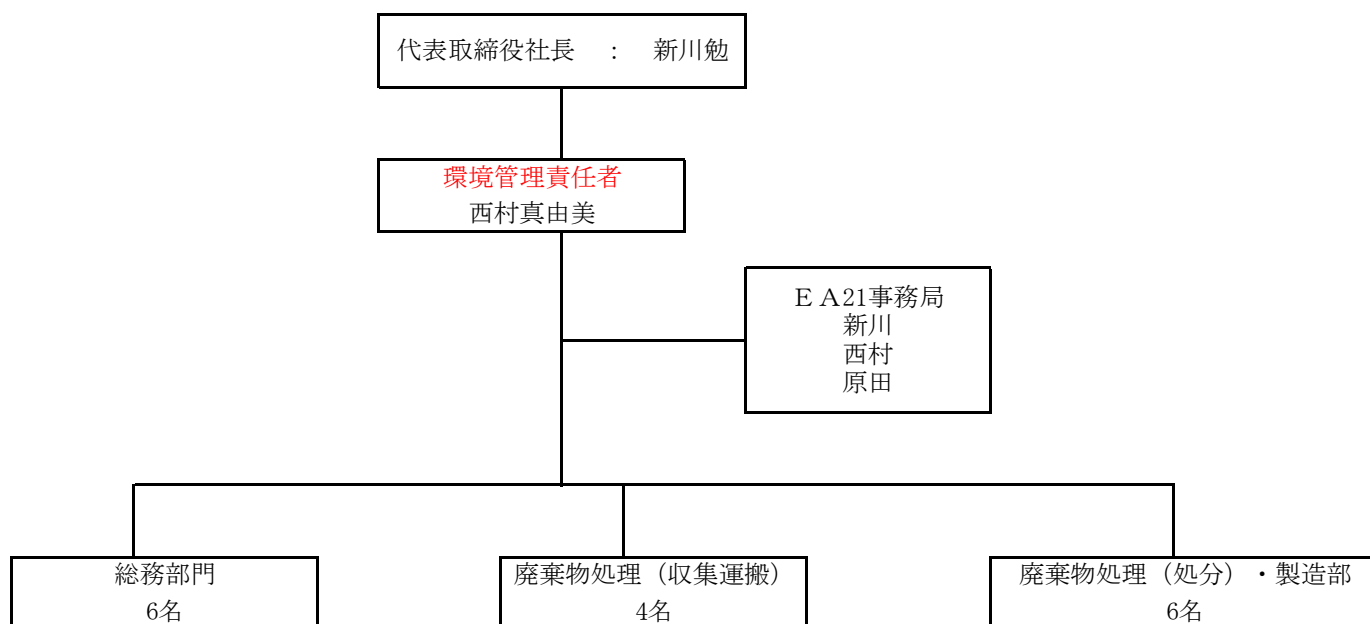 代表取締役社長　：　新川勉
環境管理責任者
西村真由美
ＥＡ21事務局
新川
西村
原田
総務部門
6名
廃棄物処理（収集運搬）
4名
廃棄物処理（処分）・製造部
6名